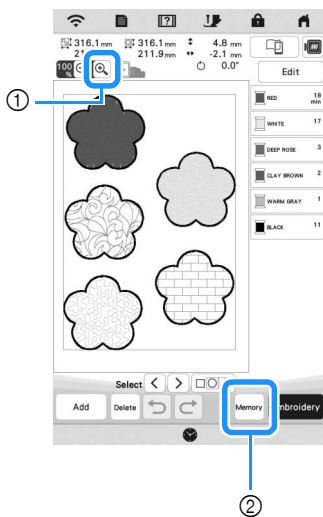 316.1 mm 316.1 mm 4.8 mm
2* 211.9 mm -2.1 mm
100 % 0.0°
①
Edit
RED 18 min
WHITE 17
DEEP ROSE 3
CLAY BROWN 2
WARM GRAY 1
BLACK 11
Select
Add Delete Memory mbroidery
②